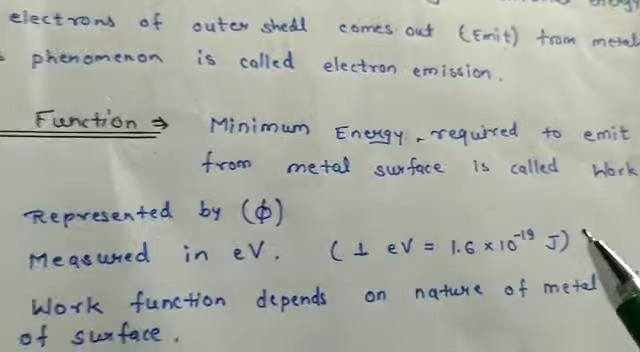 electrons of outer shell comes out (Emit) from metal
phenomenon is called electron emission.
Function ⇒ Minimum Energy, required to emit
from metal surface is called Work
Represented by (ϕ)
Measured in eV. (1 eV = 1.6 × 10⁻¹⁹ J)
Work function depends on nature of metal
of surface.